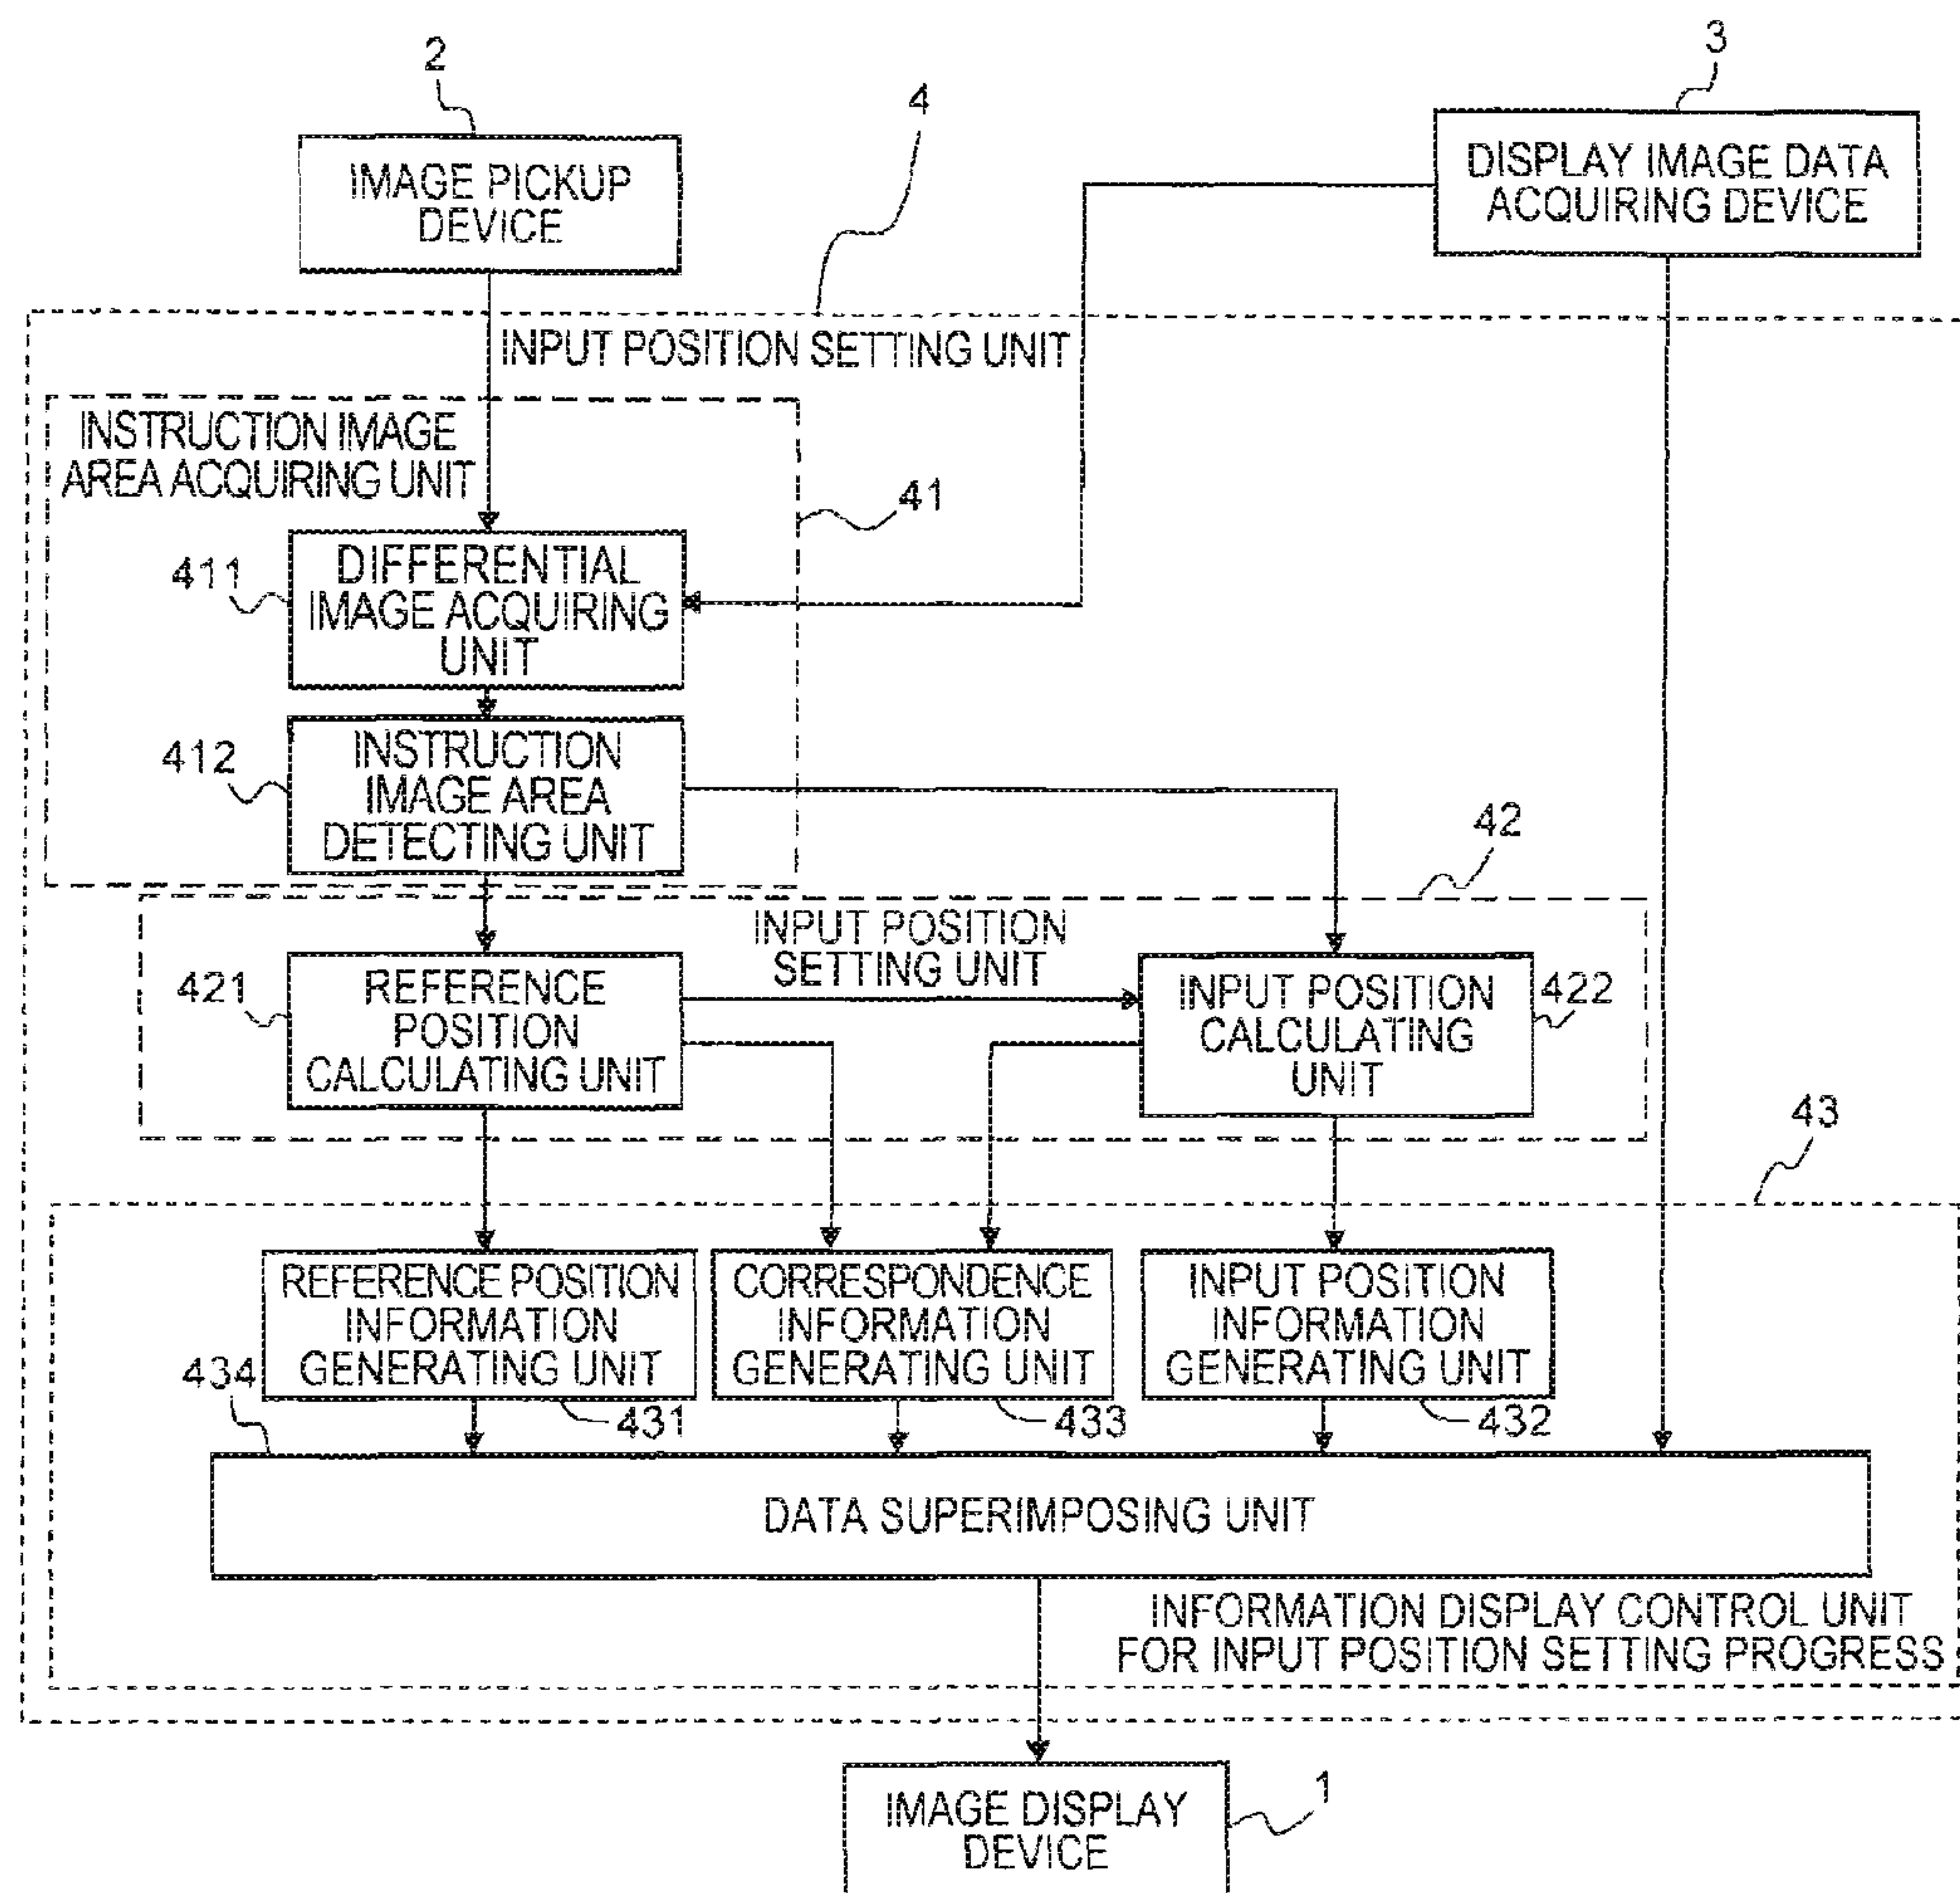 2
3
4
IMAGE PICKUP
DEVICE
DISPLAY IMAGE DATA
ACQUIRING DEVICE
INPUT POSITION SETTING UNIT
INSTRUCTION IMAGE
AREA ACQUIRING UNIT
41
411
DIFFERENTIAL
IMAGE ACQUIRING
UNIT
412
INSTRUCTION
IMAGE AREA
DETECTING UNIT
42
INPUT POSITION
SETTING UNIT
421
REFERENCE
POSITION
CALCULATING UNIT
INPUT POSITION
CALCULATING
UNIT
422
43
REFERENCE POSITION
INFORMATION
GENERATING UNIT
CORRESPONDENCE
INFORMATION
GENERATING UNIT
INPUT POSITION
INFORMATION
GENERATING UNIT
434
431
433
432
DATA SUPERIMPOSING UNIT
INFORMATION DISPLAY CONTROL UNIT
FOR INPUT POSITION SETTING PROGRESS
IMAGE DISPLAY
DEVICE
1